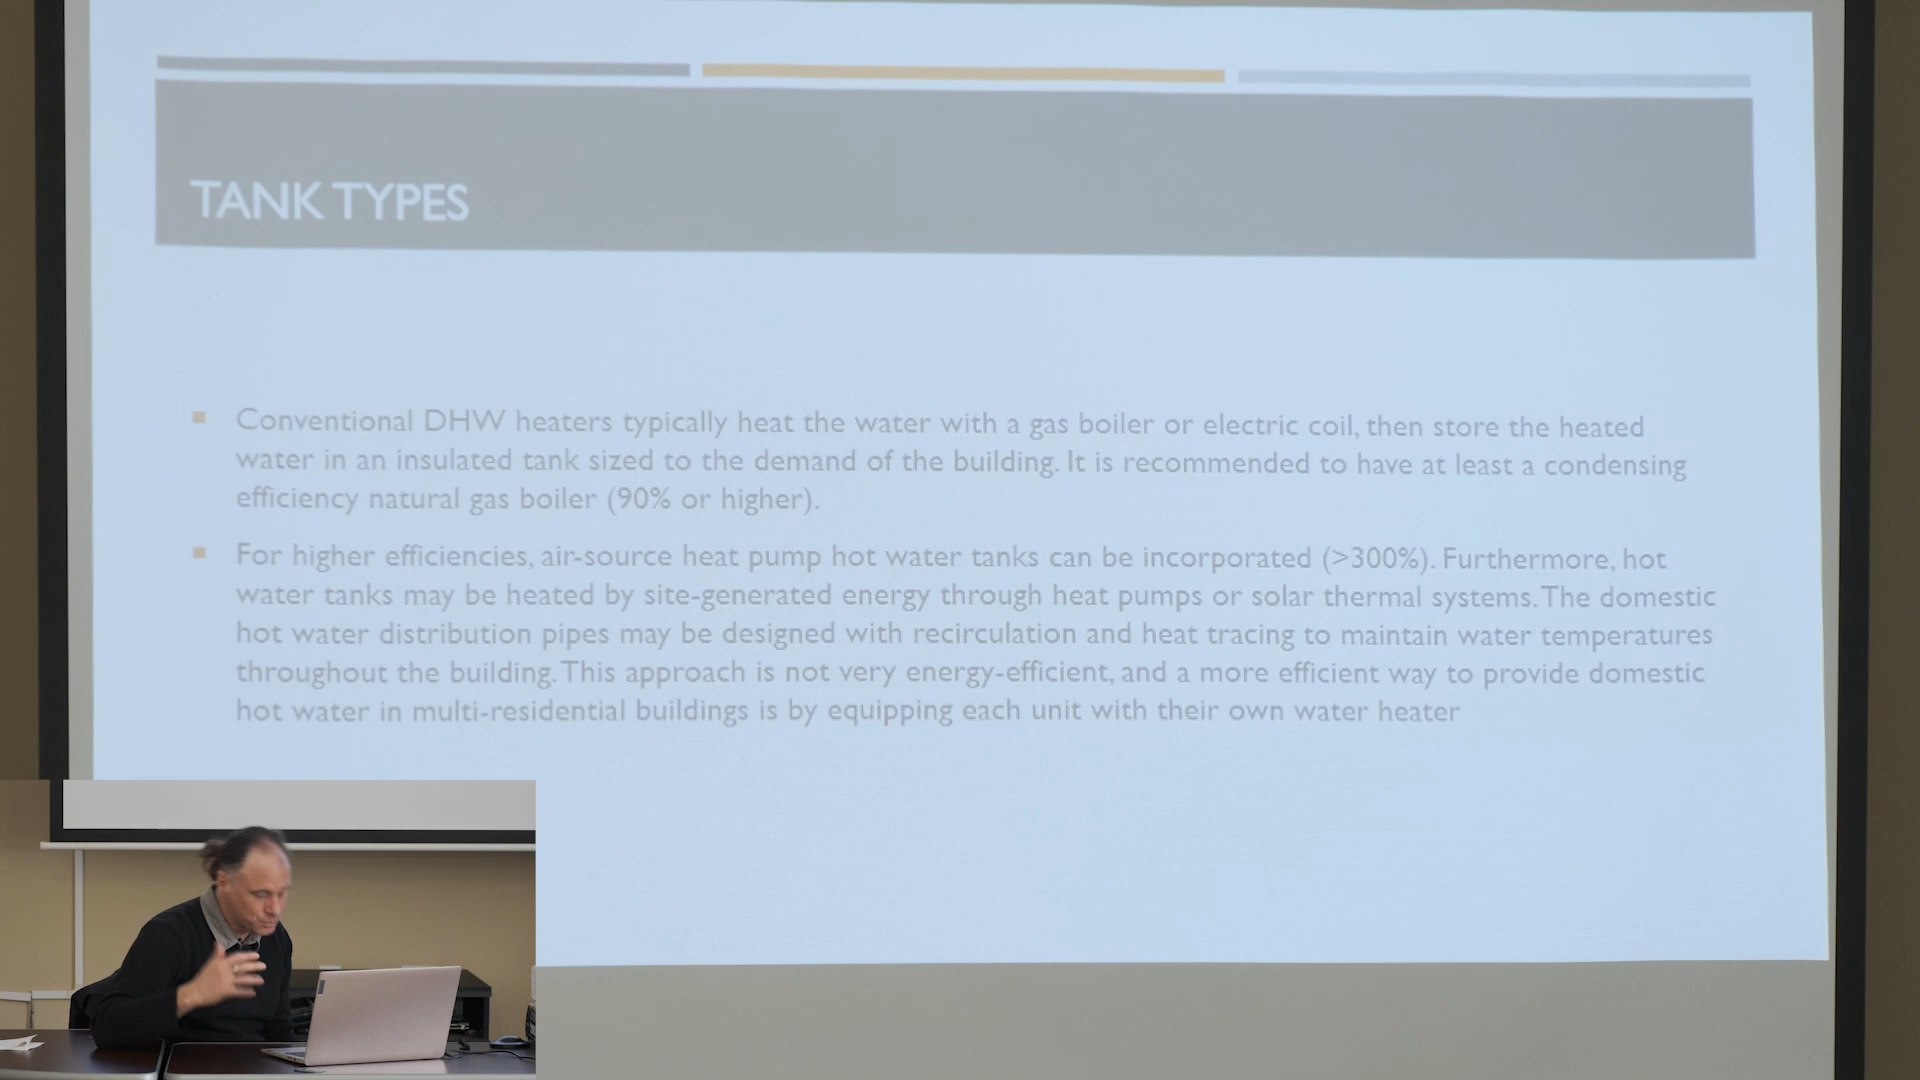 TANK TYPES
Conventional DHW heaters typically heat the water with a gas boiler or electric coil, then store the heated
water in an insulated tank sized to the demand of the building. It is recommended to have at least a condensing
efficiency natural gas boiler (90% or higher).
For higher efficiencies, air-source heat pump hot water tanks can be incorporated (>300%). Furthermore, hot
water tanks may be heated by site-generated energy through heat pumps or solar thermal systems. The domestic
hot water distribution pipes may be designed with recirculation and heat tracing to maintain water temperatures
throughout the building. This approach is not very energy-efficient, and a more efficient way to provide domestic
hot water in multi-residential buildings is by equipping each unit with their own water heater